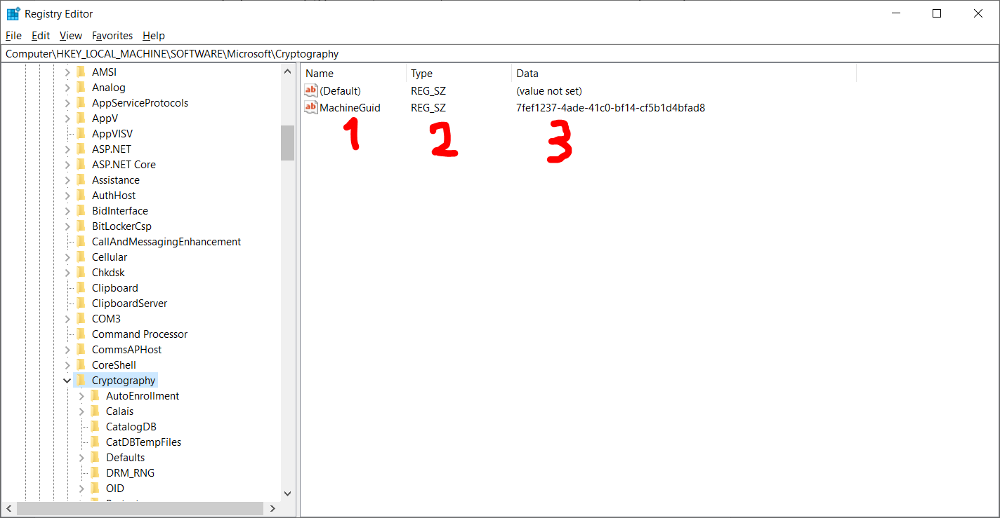 Registry Editor
File Edit View Favorites Help
Computer\HKEY_LOCAL_MACHINE\SOFTWARE\Microsoft\Cryptography
AMSI
Analog
AppServiceProtocols
AppV
AppVISV
ASP.NET
ASP.NET Core
Assistance
AuthHost
BidInterface
BitLockerCsp
CallAndMessagingEnhancement
Cellular
Chkdsk
Clipboard
ClipboardServer
COM3
Command Processor
CommsAPHost
CoreShell
Cryptography
AutoEnrollment
Calais
CatalogDB
CatDBTempFiles
Defaults
DRM_RNG
OID
Name Type Data
ab (Default) REG_SZ (value not set)
ab MachineGuid REG_SZ 7fef1237-4ade-41c0-bf14-cf5b1d4bfad8
1 2 3